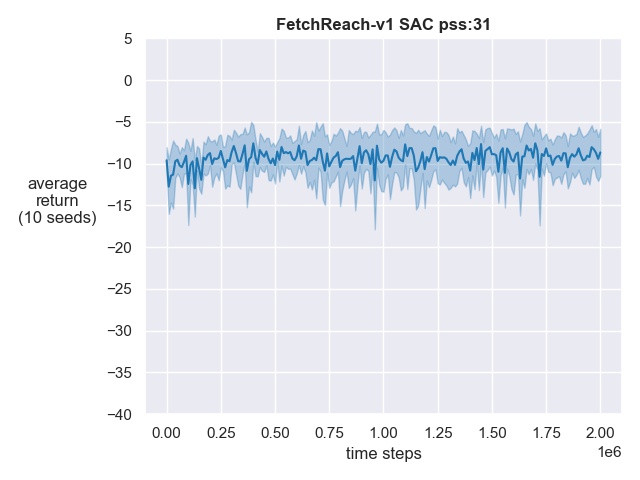 FetchReach-v1 SAC pss:31
5
0
−5
−10
−15
−20
−25
−30
−35
−40
average
return
(10 seeds)
0.00 0.25 0.50 0.75 1.00 1.25 1.50 1.75 2.00
time steps
1e6